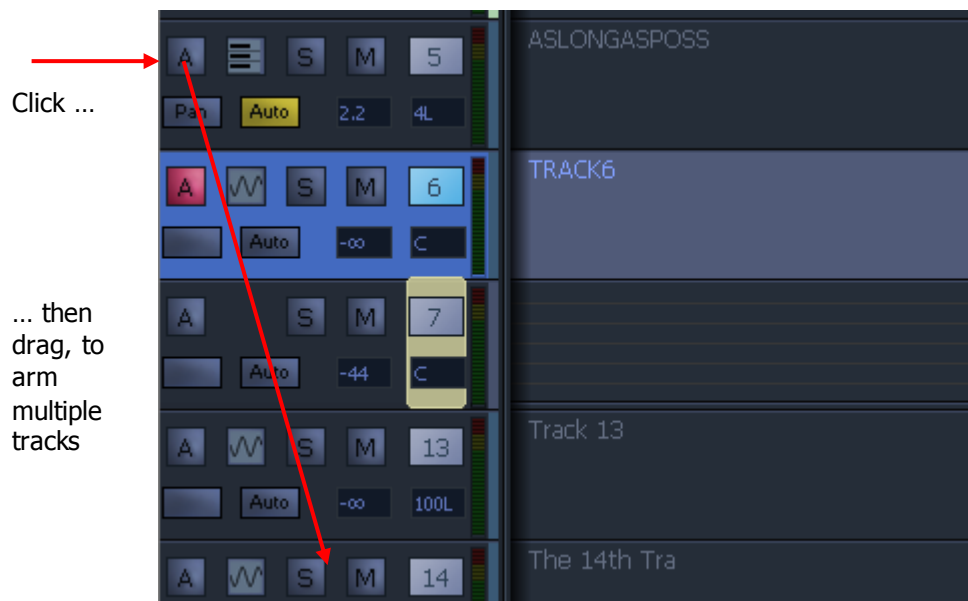 A S M 5 ASLONGASPOSS
Click …
Pan Auto 2.2 4L
A S M 6 TRACK6
Auto -∞ C
… then
drag, to
arm
multiple
tracks
A S M 7
Auto -44 C
A S M 13 Track 13
Auto -∞ 100L
A S M 14 The 14th Tra